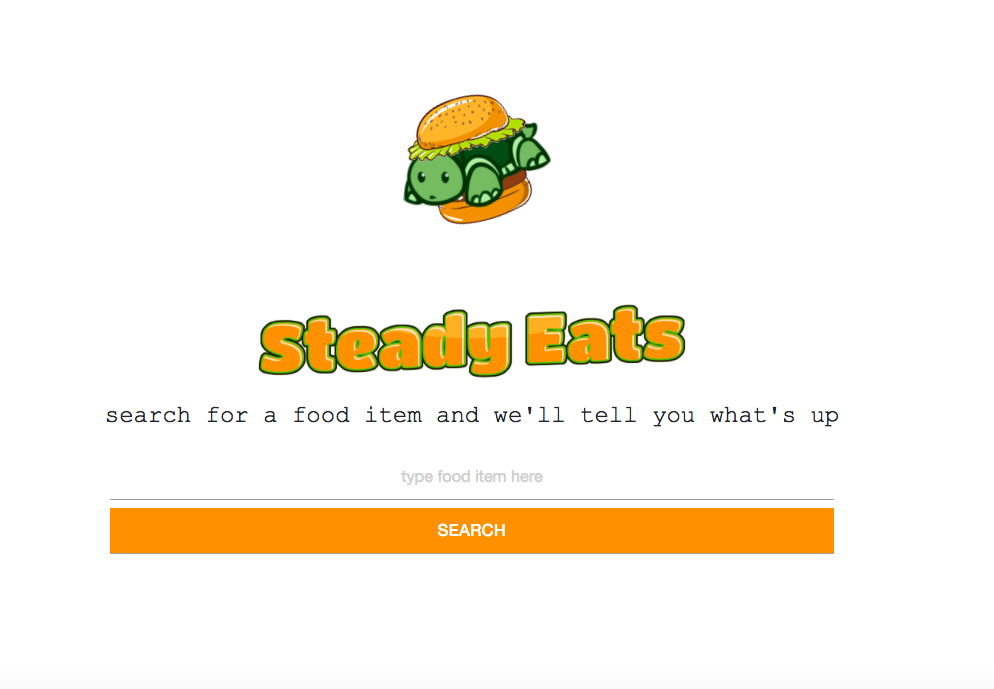 Steady Eats
search for a food item and we'll tell you what's up
type food item here
SEARCH